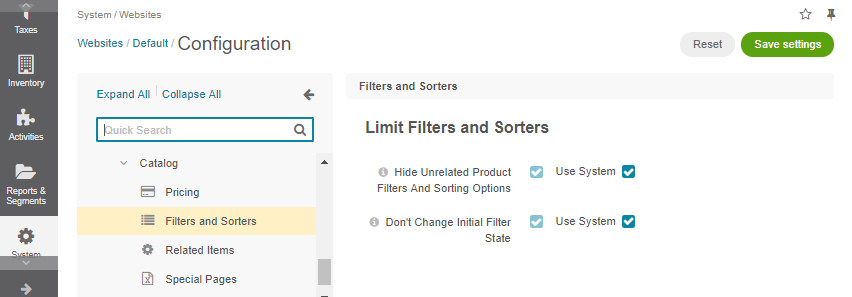 Taxes
Inventory
Activities
Reports &
Segments
System
System / Websites
Websites / Default / Configuration
Reset
Save settings
Expand All
Collapse All
Quick Search
Catalog
Pricing
Filters and Sorters
Related Items
Special Pages
Filters and Sorters
Limit Filters and Sorters
Hide Unrelated Product
Filters And Sorting Options
Use System
Don't Change Initial Filter
State
Use System